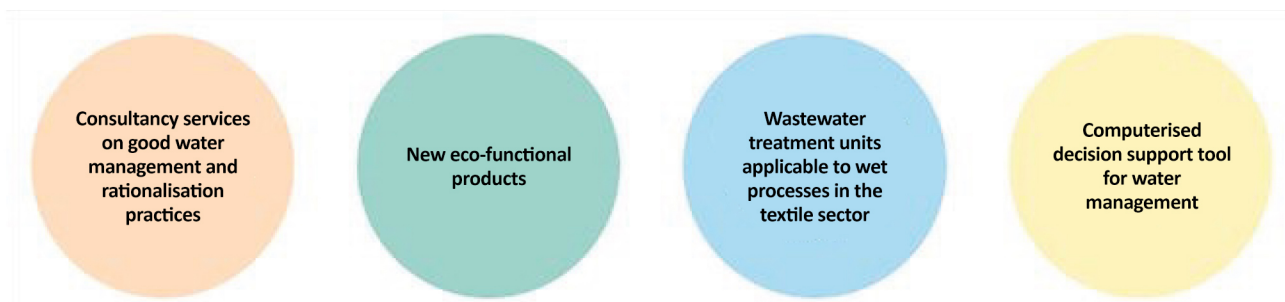 Consultancy services
on good water
management and
rationalisation
practices
New eco-functional
products
Wastewater
treatment units
applicable to wet
processes in the
textile sector
Computerised
decision support tool
for water
management